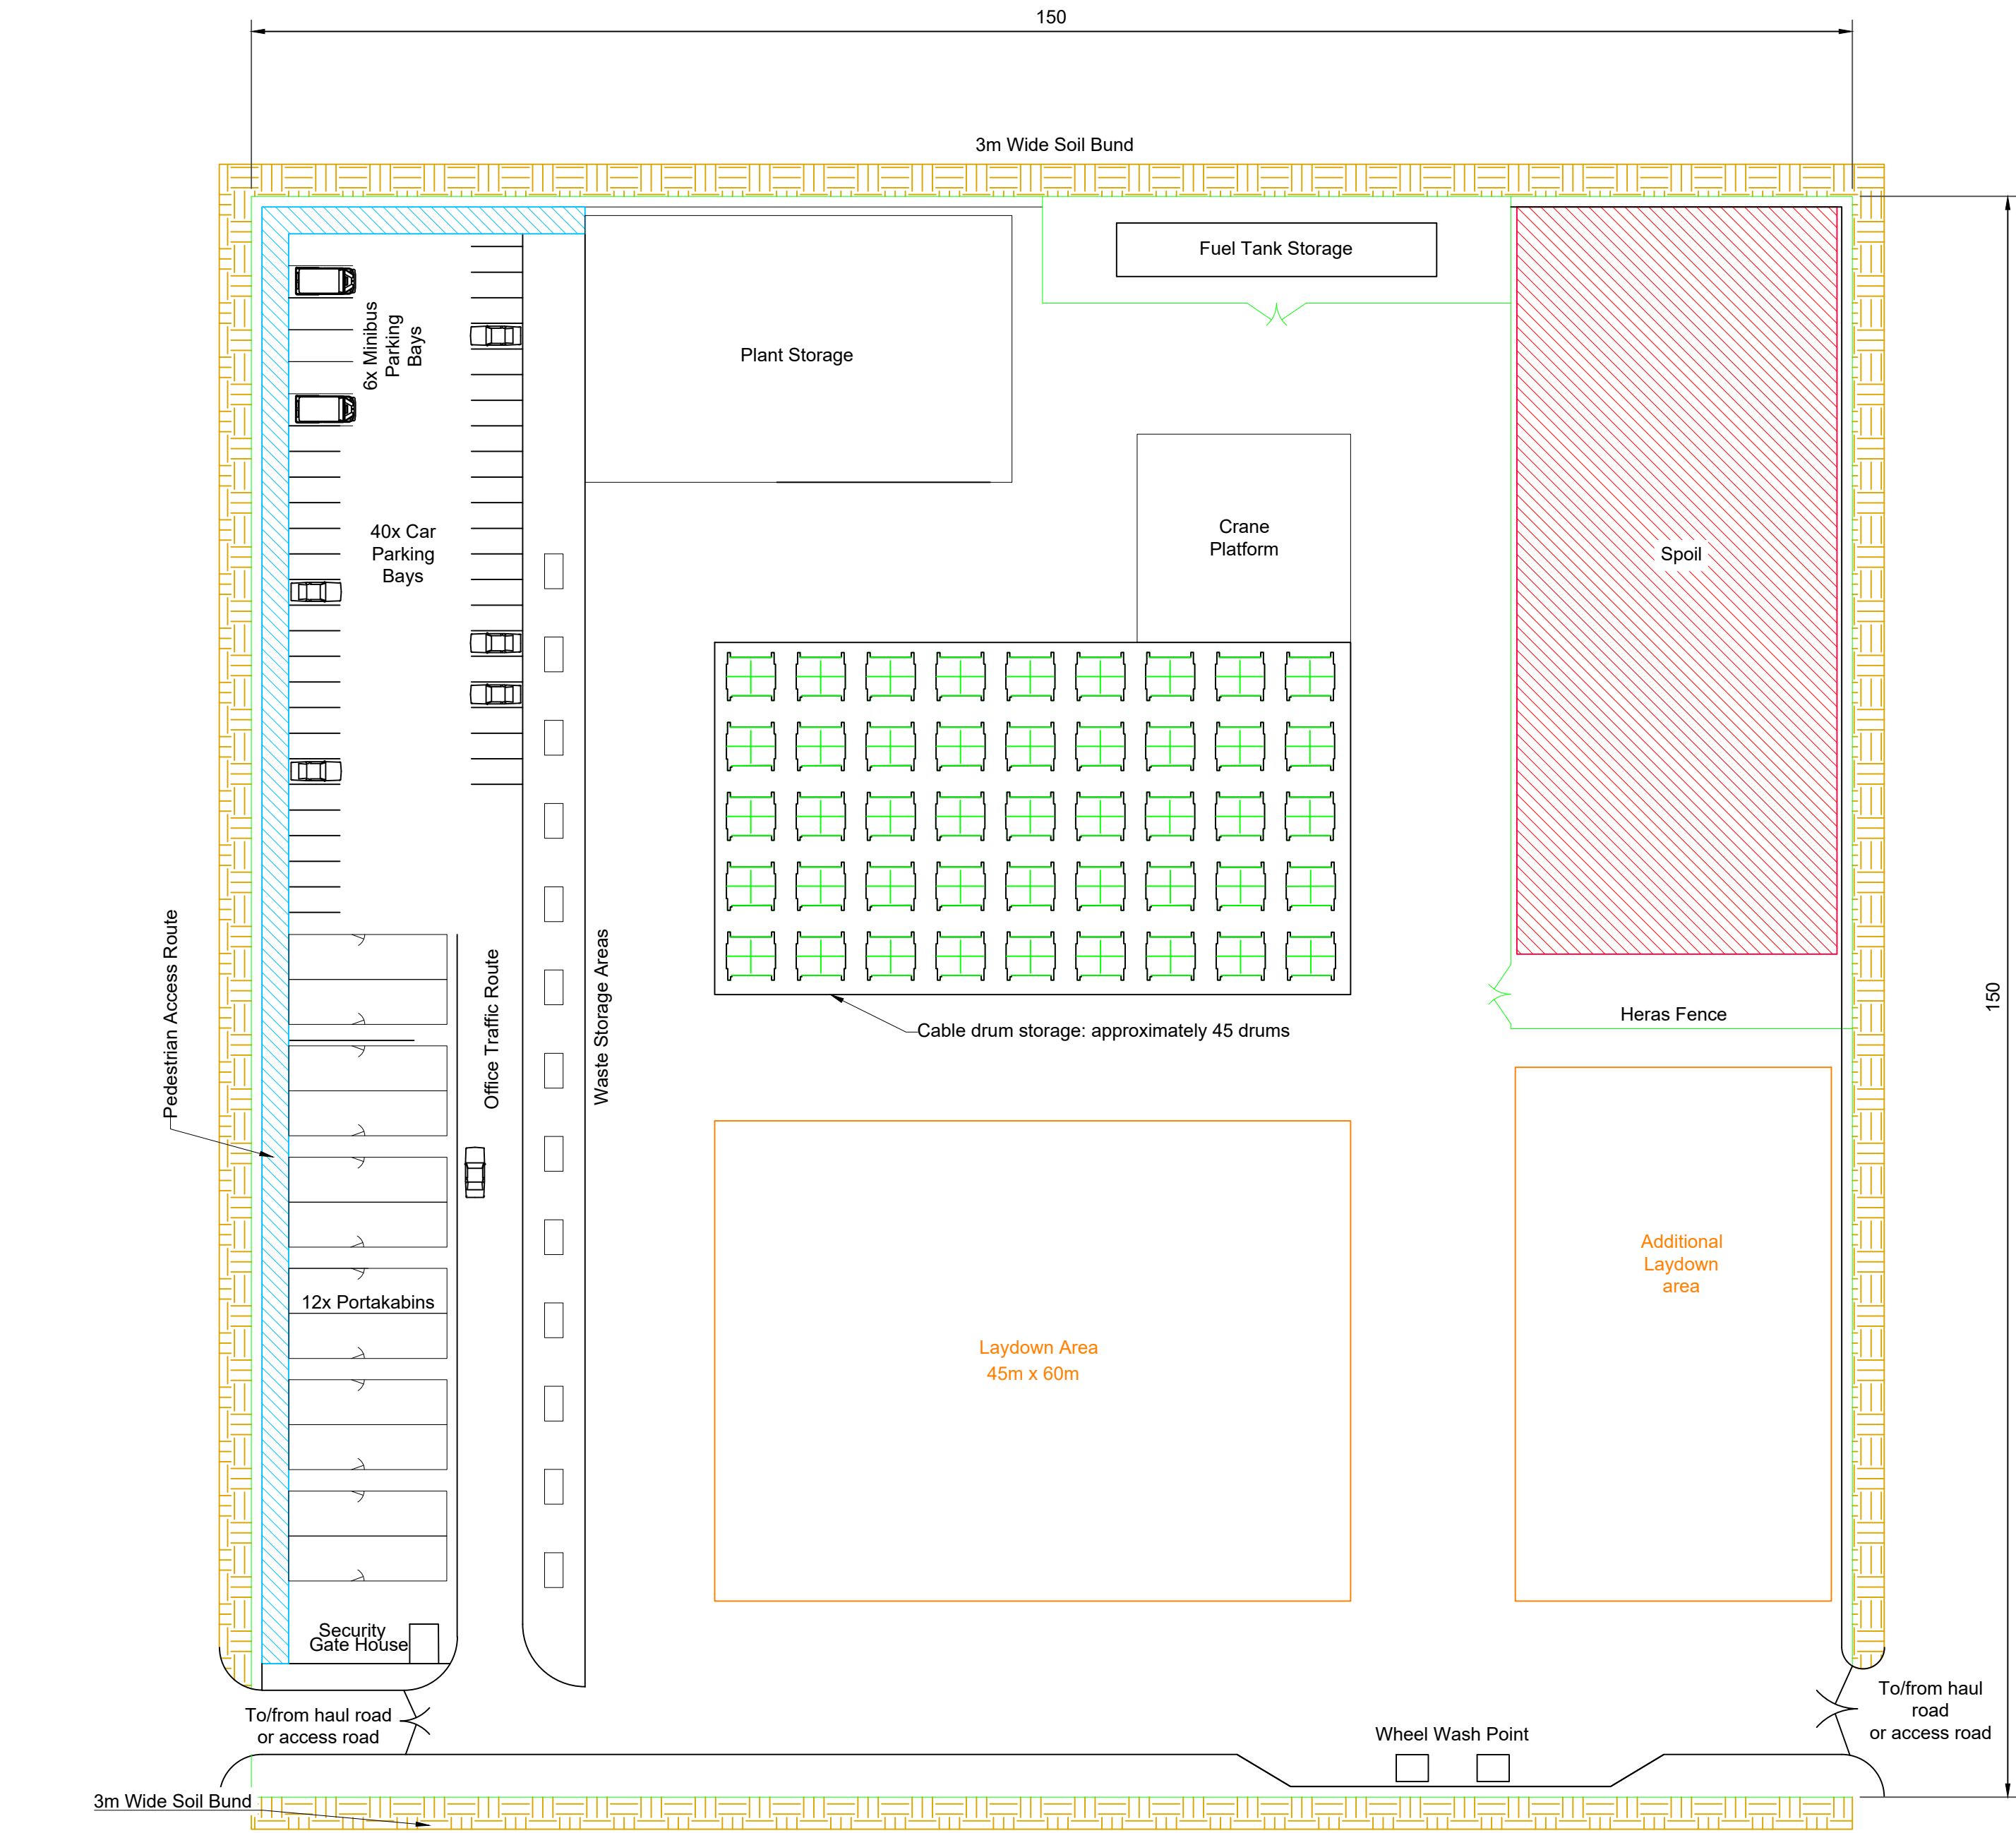 150
3m Wide Soil Bund
Fuel Tank Storage
6x Minibus
Parking
Bays
Plant Storage
40x Car
Parking
Bays
Crane
Platform
Spoil
Pedestrian Access Route
Office Traffic Route
Waste Storage Areas
Cable drum storage: approximately 45 drums
Heras Fence
150
Additional
Laydown
area
12x Portakabins
Laydown Area
45m x 60m
Security
Gate House
To/from haul road
or access road
Wheel Wash Point
To/from haul
road
or access road
3m Wide Soil Bund